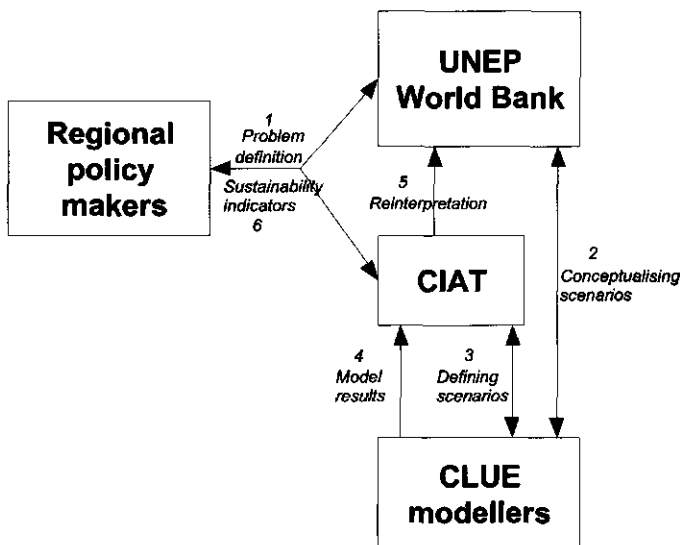 UNEP
World Bank
Regional
policy
makers
1
Problem
definition
Sustainability
indicators
6
5
Reinterpretation
CIAT
2
Conceptualising
scenarios
4
Model
results
3
Defining
scenarios
CLUE
modellers